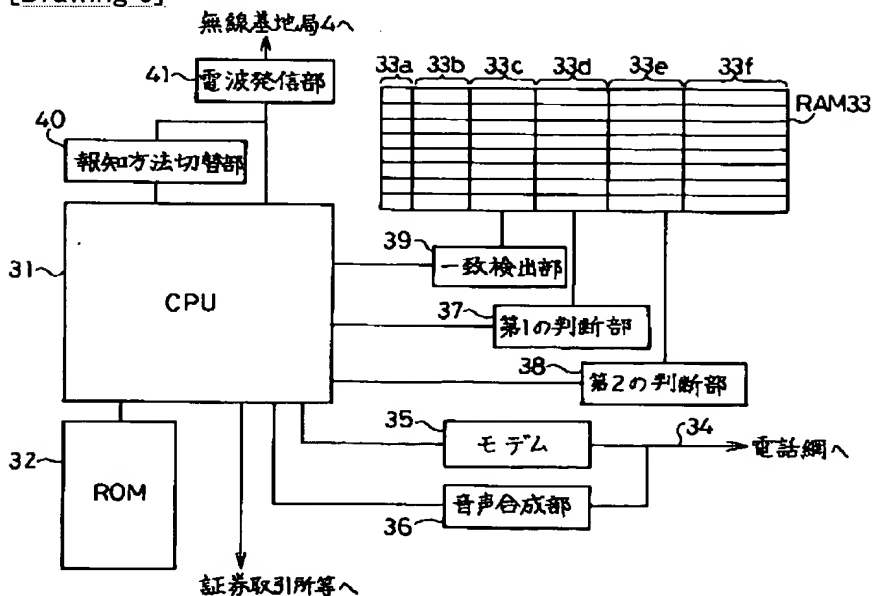 無線基地局4へ
41 電波発信部
33a 33b 33c 33d 33e 33f
RAM33
40
報知方法切替部
31
CPU
39
一致検出部
37
第1の判断部
38
第2の判断部
35
モデム
34
電話網へ
32
ROM
音声合成部
36
証券取引所等へ